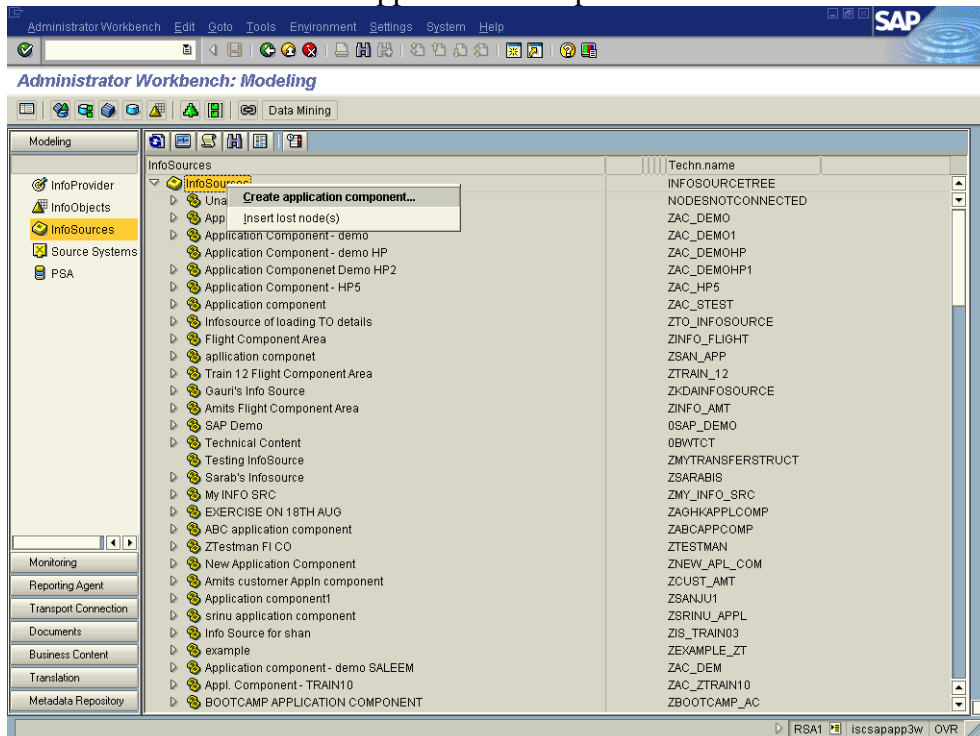 Administrator Workbench Edit Goto Tools Environment Settings System Help
SAP
Administrator Workbench: Modeling
Data Mining
Modeling
InfoProvider
InfoObjects
InfoSources
Source Systems
PSA
Monitoring
Reporting Agent
Transport Connection
Documents
Business Content
Translation
Metadata Repository
InfoSources Techn.name
InfoSources INFOSOURCETREE
Una NODESNOTCONNECTED
App ZAC_DEMO
Create application component...
Insert lost node(s)
Application Component - demo ZAC_DEMO1
Application Component - demo HP ZAC_DEMOHP
Application Componenet Demo HP2 ZAC_DEMOHP1
Application Component - HP5 ZAC_HP5
Application component ZAC_STEST
Infosource of loading TO details ZTO_INFOSOURCE
Flight Component Area ZINFO_FLIGHT
apllication componet ZSAN_APP
Train 12 Flight Component Area ZTRAIN_12
Gauri's Info Source ZKDAINFOSOURCE
Amits Flight Component Area ZINFO_AMT
SAP Demo 0SAP_DEMO
Technical Content 0BWTCT
Testing InfoSource ZMYTRANSFERSTRUCT
Sarab's Infosource ZSARABIS
My INFO SRC ZMY_INFO_SRC
EXERCISE ON 18TH AUG ZAGHKAPPLCOMP
ABC application component ZABCAPPCOMP
ZTestman FI CO ZTESTMAN
New Application Component ZNEW_APL_COM
Amits customer Appln component ZCUST_AMT
Application component1 ZSANJU1
srinu application component ZSRINU_APPL
Info Source for shan ZIS_TRAIN03
example ZEXAMPLE_ZT
Application component - demo SALEEM ZAC_DEM
Appl. Component - TRAIN10 ZAC_ZTRAIN10
BOOTCAMP APPLICATION COMPONENT ZBOOTCAMP_AC
RSA1 iscsapapp3w OVR